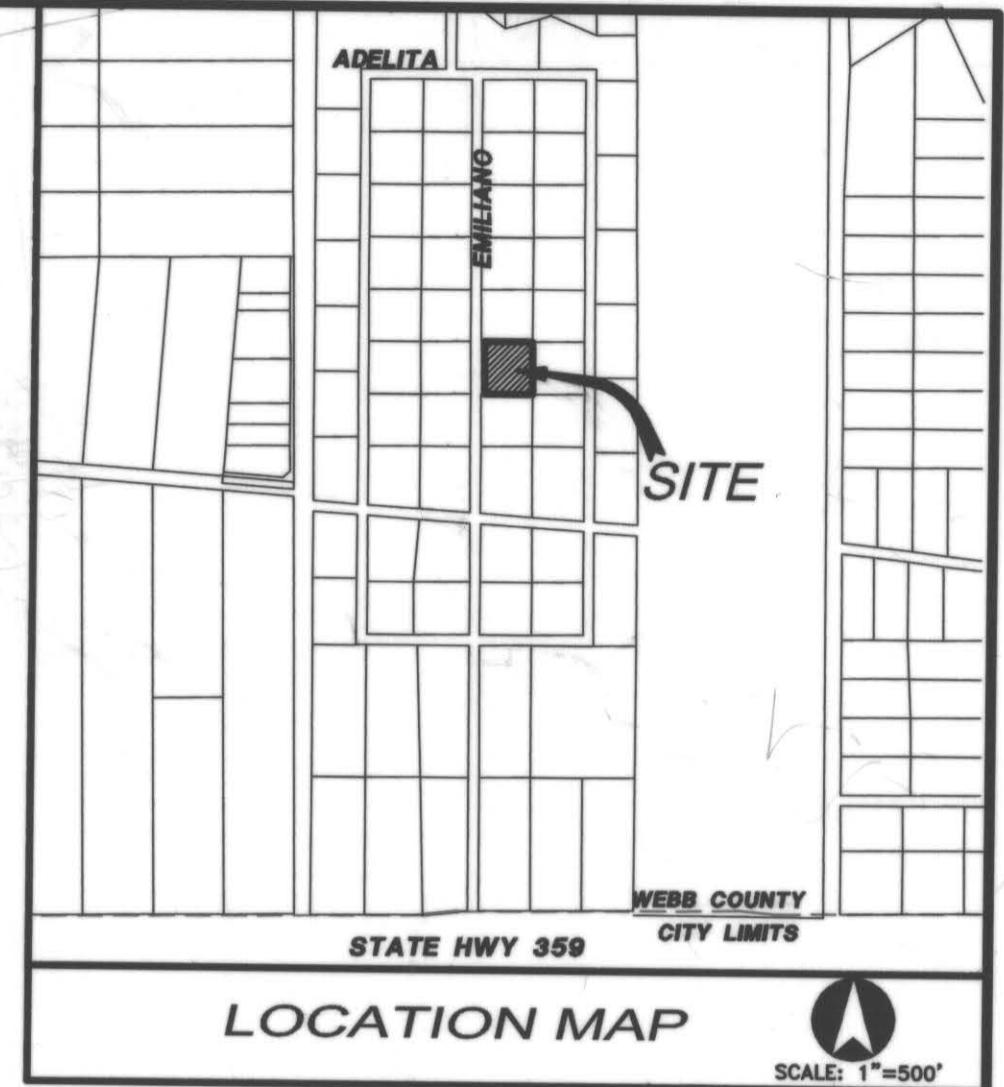 ADELITA
EMILIANO
SITE
WEBB COUNTY
CITY LIMITS
STATE HWY 359
LOCATION MAP
SCALE: 1"=500'